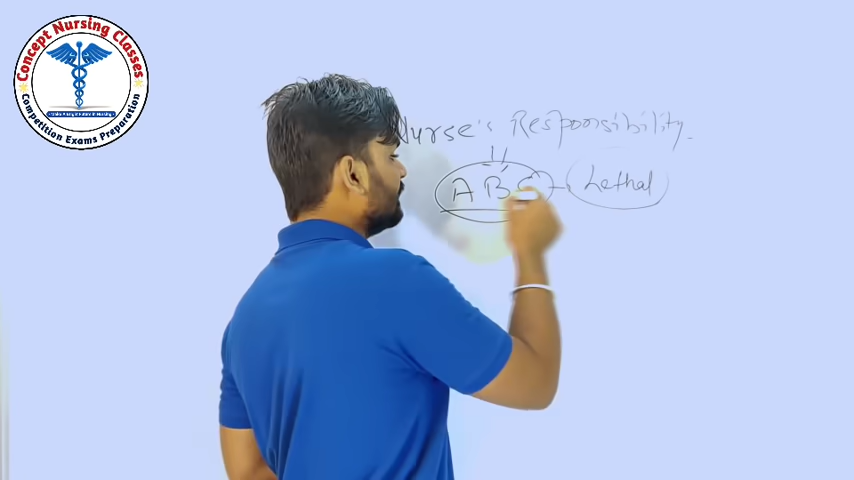 Concept Nursing Classes
Competition Exams Preparation
Nurse's Responsibility.
A B C Lethal